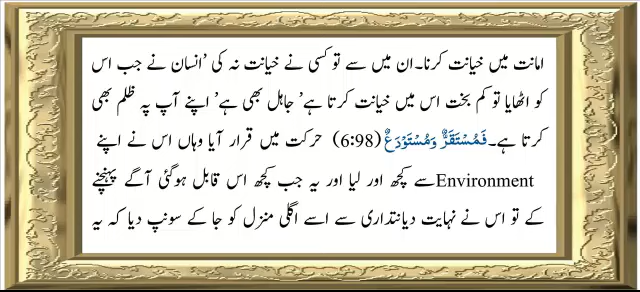 امانت میں خیانت کرنا۔ان میں سے تو کسی نے خیانت نہ کی ’انسان نے جب اس
کو اٹھایا تو کم بخت اس میں خیانت کرتا ہے‘ جاہل بھی ہے‘ اپنے آپ پہ ظلم بھی
کرتا ہے۔ فَمُسْتَقَرٌّ وَمُسْتَوْدَعٌ (6:98) حرکت میں قرار آیا وہاں اس نے اپنے
Environment سے کچھ اور لیا اور یہ جب کچھ اس قابل ہوگئی آگے پہنچنے
کے تو اس نے نہایت دیانتداری سے اسے اگلی منزل کو جا کے سونپ دیا کہ یہ